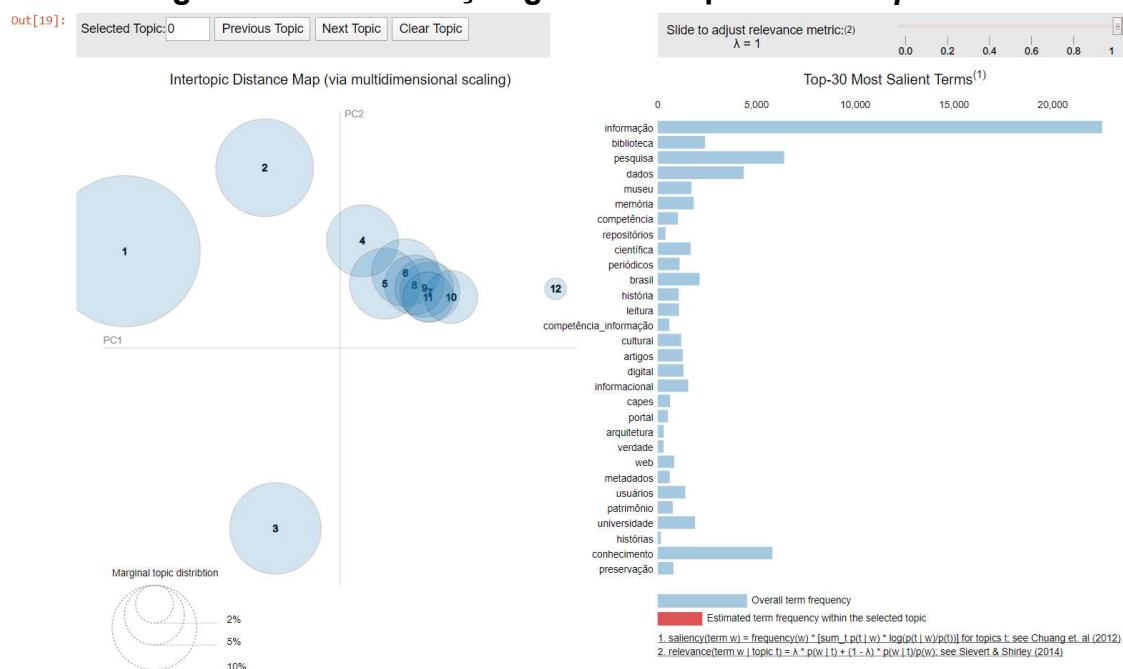 Out[19]:
Selected Topic: 0 Previous Topic Next Topic Clear Topic
Slide to adjust relevance metric:(2)
λ = 1
0.0 0.2 0.4 0.6 0.8 1
Intertopic Distance Map (via multidimensional scaling)
PC2
PC1
1
2
3
4
5
6
8
9
7
11
10
12
Marginal topic distribtion
2%
5%
10%
Top-30 Most Salient Terms(1)
0 5,000 10,000 15,000 20,000
informação
biblioteca
pesquisa
dados
museu
memória
competência
repositórios
científica
periódicos
brasil
história
leitura
competência_informação
cultural
artigos
digital
informacional
capes
portal
arquitetura
verdade
web
metadados
usuários
patrimônio
universidade
histórias
conhecimento
preservação
Overall term frequency
Estimated term frequency within the selected topic
1. saliency(term w) = frequency(w) * [sum_t p(t | w) * log(p(t | w)/p(t))] for topics t; see Chuang et. al (2012)
2. relevance(term w | topic t) = λ * p(w | t) + (1 - λ) * p(w | t)/p(w); see Sievert & Shirley (2014)